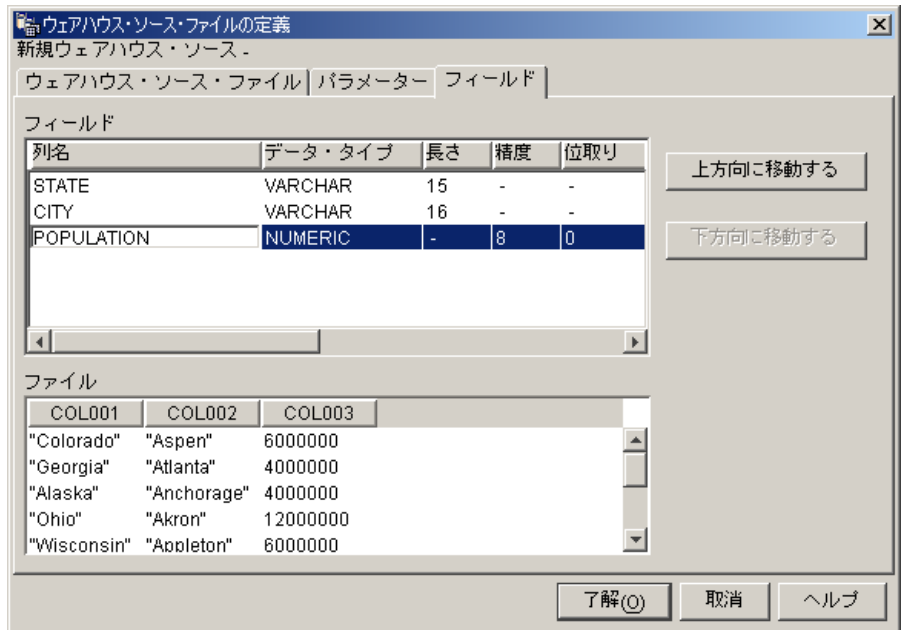 ウェアハウス・ソース・ファイルの定義
新規ウェアハウス・ソース -
ウェアハウス・ソース・ファイル パラメーター フィールド
フィールド
列名 データ・タイプ 長さ 精度 位取り
STATE VARCHAR 15 - -
CITY VARCHAR 16 - -
POPULATION NUMERIC - 8 0
上方向に移動する
下方向に移動する
ファイル
COL001 COL002 COL003
"Colorado" "Aspen" 6000000
"Georgia" "Atlanta" 4000000
"Alaska" "Anchorage" 4000000
"Ohio" "Akron" 12000000
"Wisconsin" "Appleton" 6000000
了解(O) 取消 ヘルプ